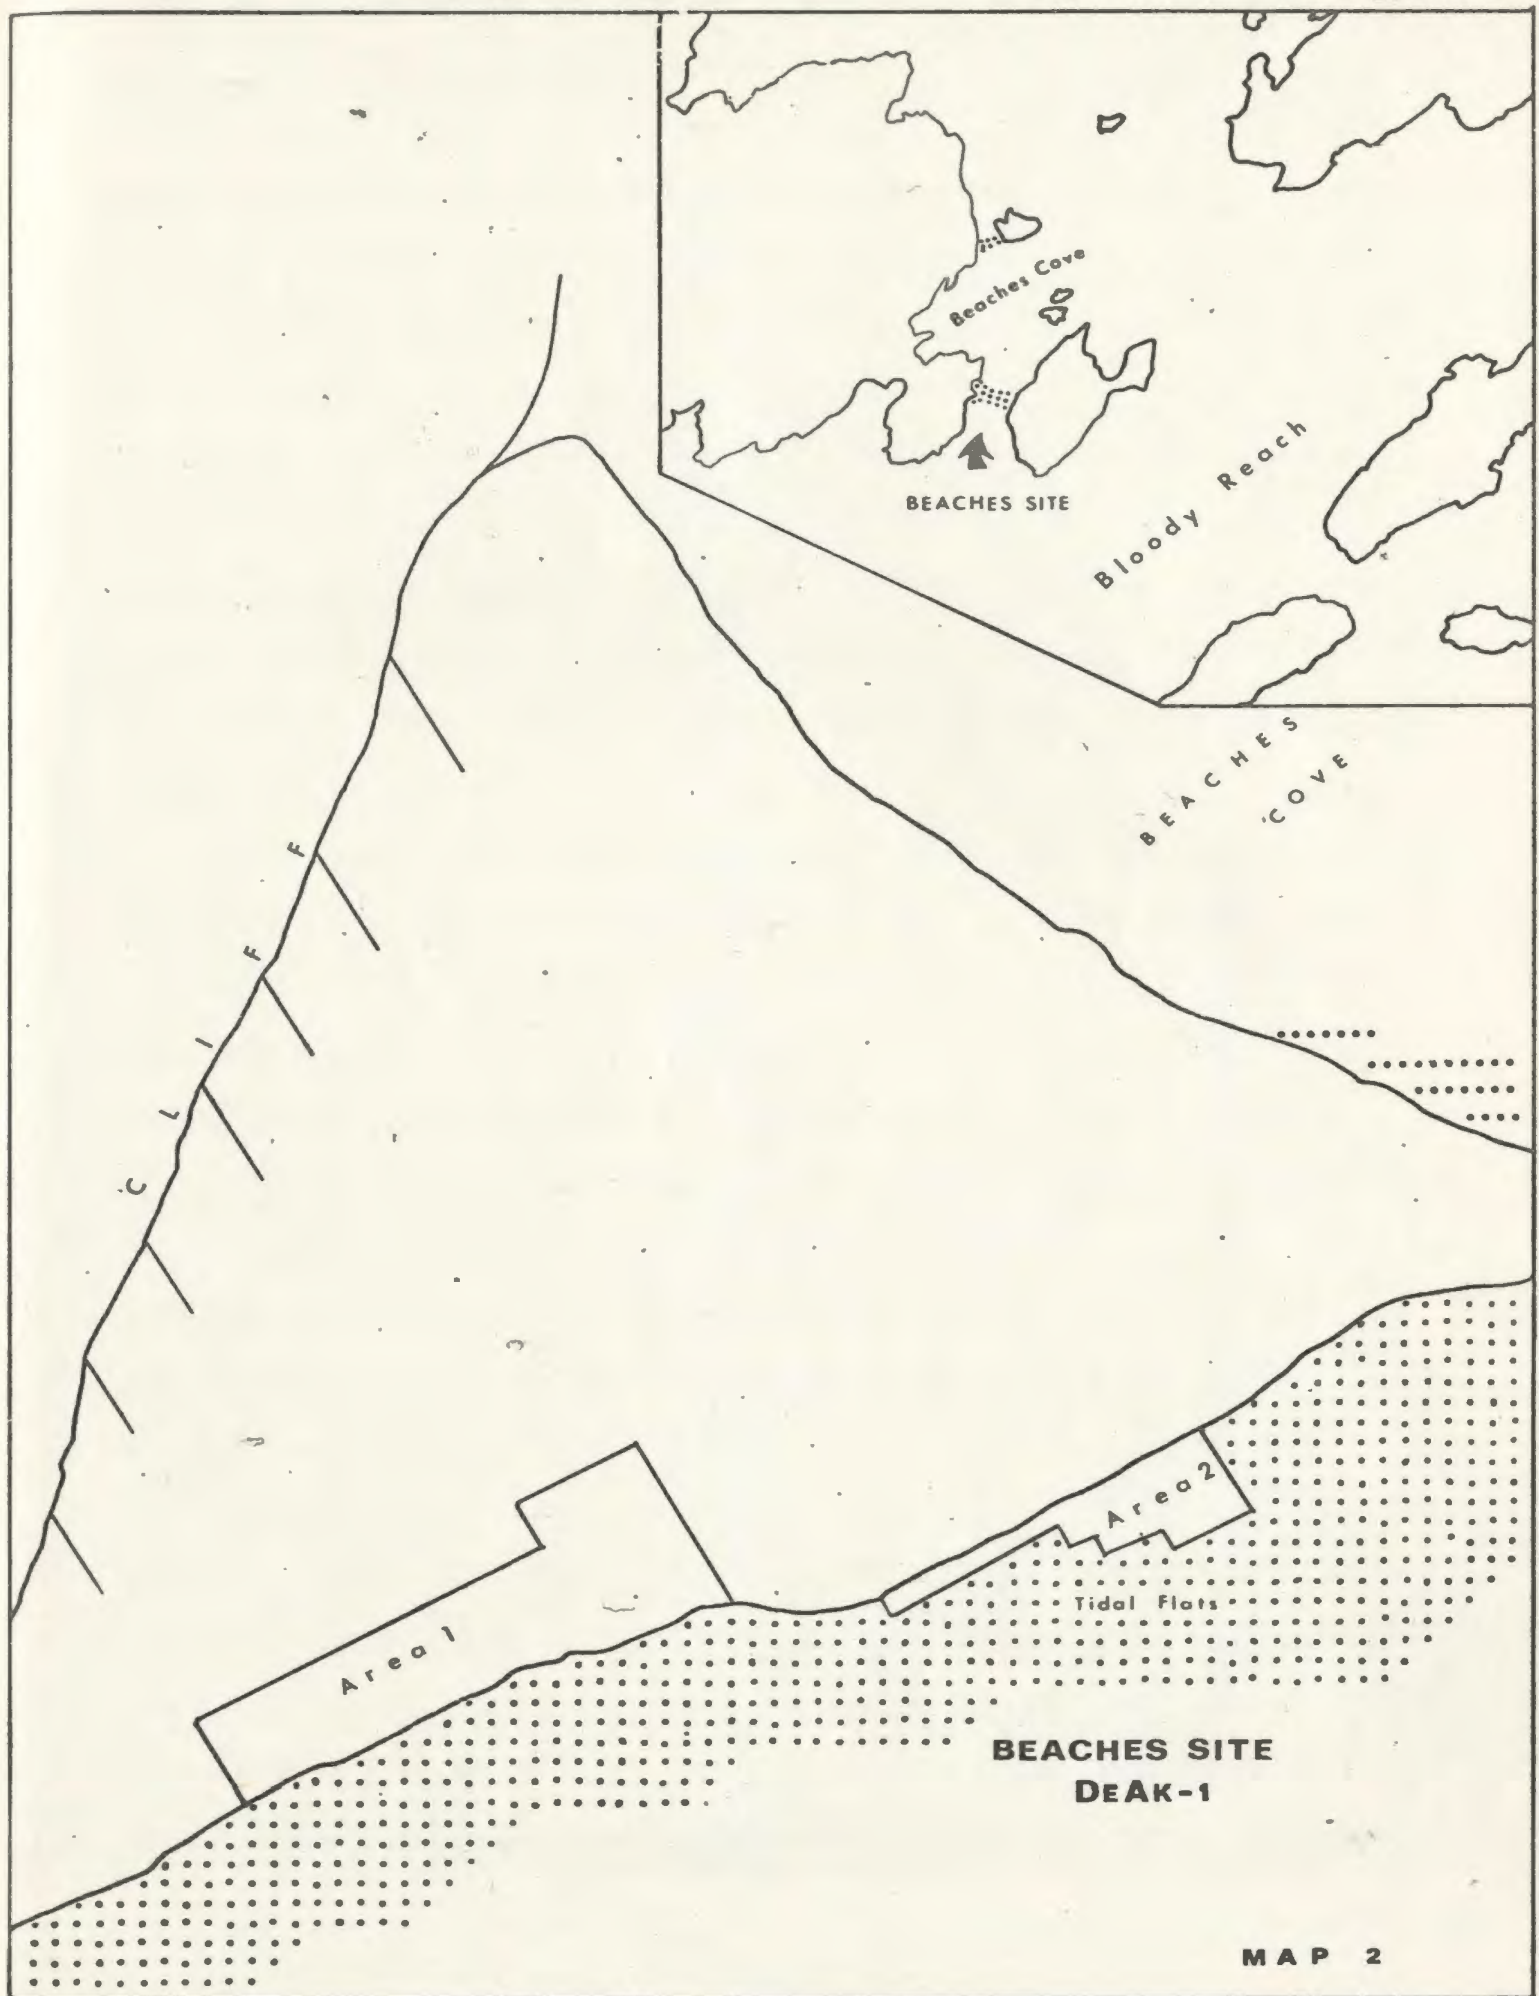 Beaches Cove
BEACHES SITE
Bloody Reach
BEACHES
COVE
CLIFF
Area 1
Area 2
Tidal Flats
BEACHES SITE
DEAK-1
MAP 2